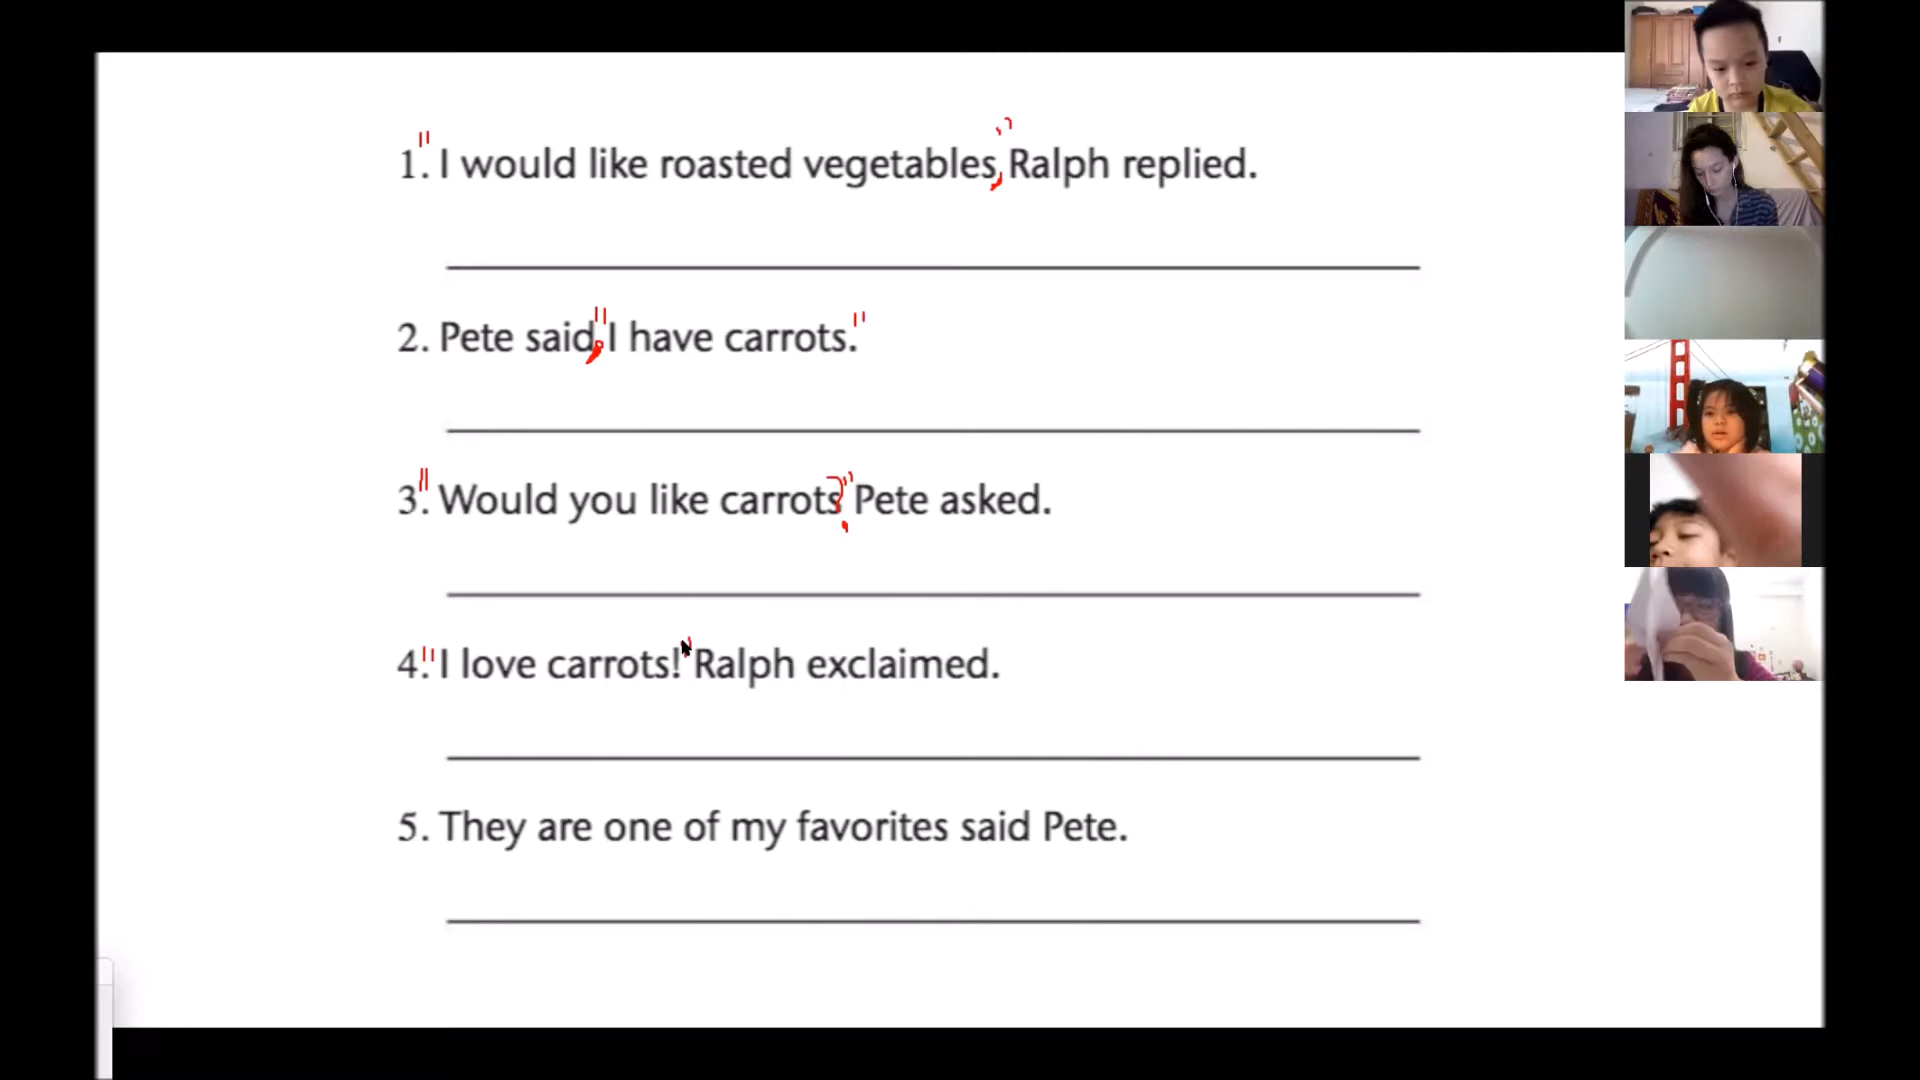 1. "I would like roasted vegetables," Ralph replied.
2. Pete said, "I have carrots."
3. "Would you like carrots?" Pete asked.
4. "I love carrots!" Ralph exclaimed.
5. They are one of my favorites said Pete.